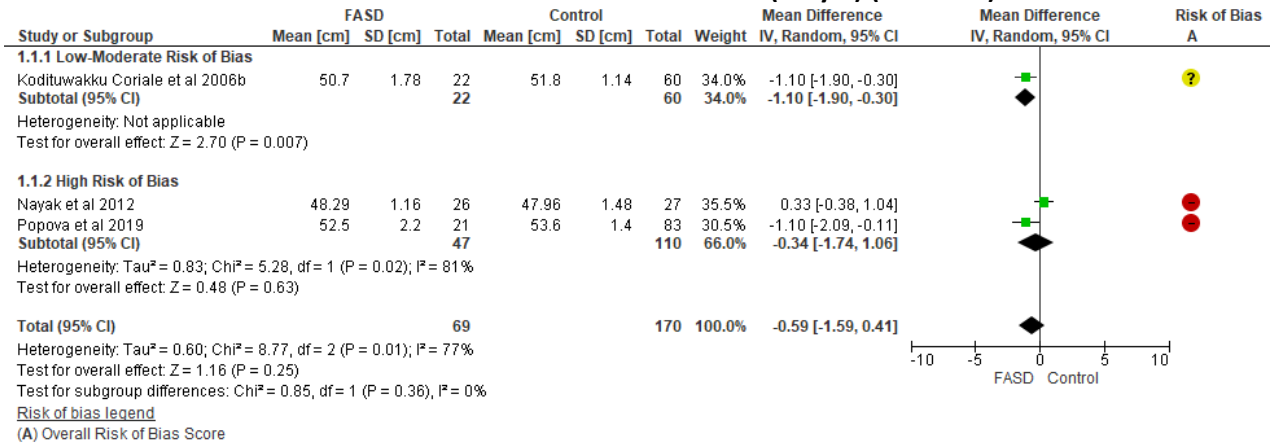 FASD Control Mean Difference Mean Difference Risk of Bias
Study or Subgroup Mean [cm] SD [cm] Total Mean [cm] SD [cm] Total Weight IV, Random, 95% CI IV, Random, 95% CI A
1.1.1 Low-Moderate Risk of Bias
Kodituwakku Coriale et al 2006b 50.7 1.78 22 51.8 1.14 60 34.0% -1.10 [-1.90, -0.30] ?
Subtotal (95% CI) 22 60 34.0% -1.10 [-1.90, -0.30]
Heterogeneity: Not applicable
Test for overall effect: Z = 2.70 (P = 0.007)
1.1.2 High Risk of Bias
Nayak et al 2012 48.29 1.16 26 47.96 1.48 27 35.5% 0.33 [-0.38, 1.04]
Popova et al 2019 52.5 2.2 21 53.6 1.4 83 30.5% -1.10 [-2.09, -0.11]
Subtotal (95% CI) 47 110 66.0% -0.34 [-1.74, 1.06]
Heterogeneity: Tau² = 0.83; Chi² = 5.28, df = 1 (P = 0.02); I² = 81%
Test for overall effect: Z = 0.48 (P = 0.63)
Total (95% CI) 69 170 100.0% -0.59 [-1.59, 0.41]
Heterogeneity: Tau² = 0.60; Chi² = 8.77, df = 2 (P = 0.01); I² = 77%
Test for overall effect: Z = 1.16 (P = 0.25)
Test for subgroup differences: Chi² = 0.85, df = 1 (P = 0.36), I² = 0%
-10 -5 0 5 10
FASD Control
Risk of bias legend
(A) Overall Risk of Bias Score